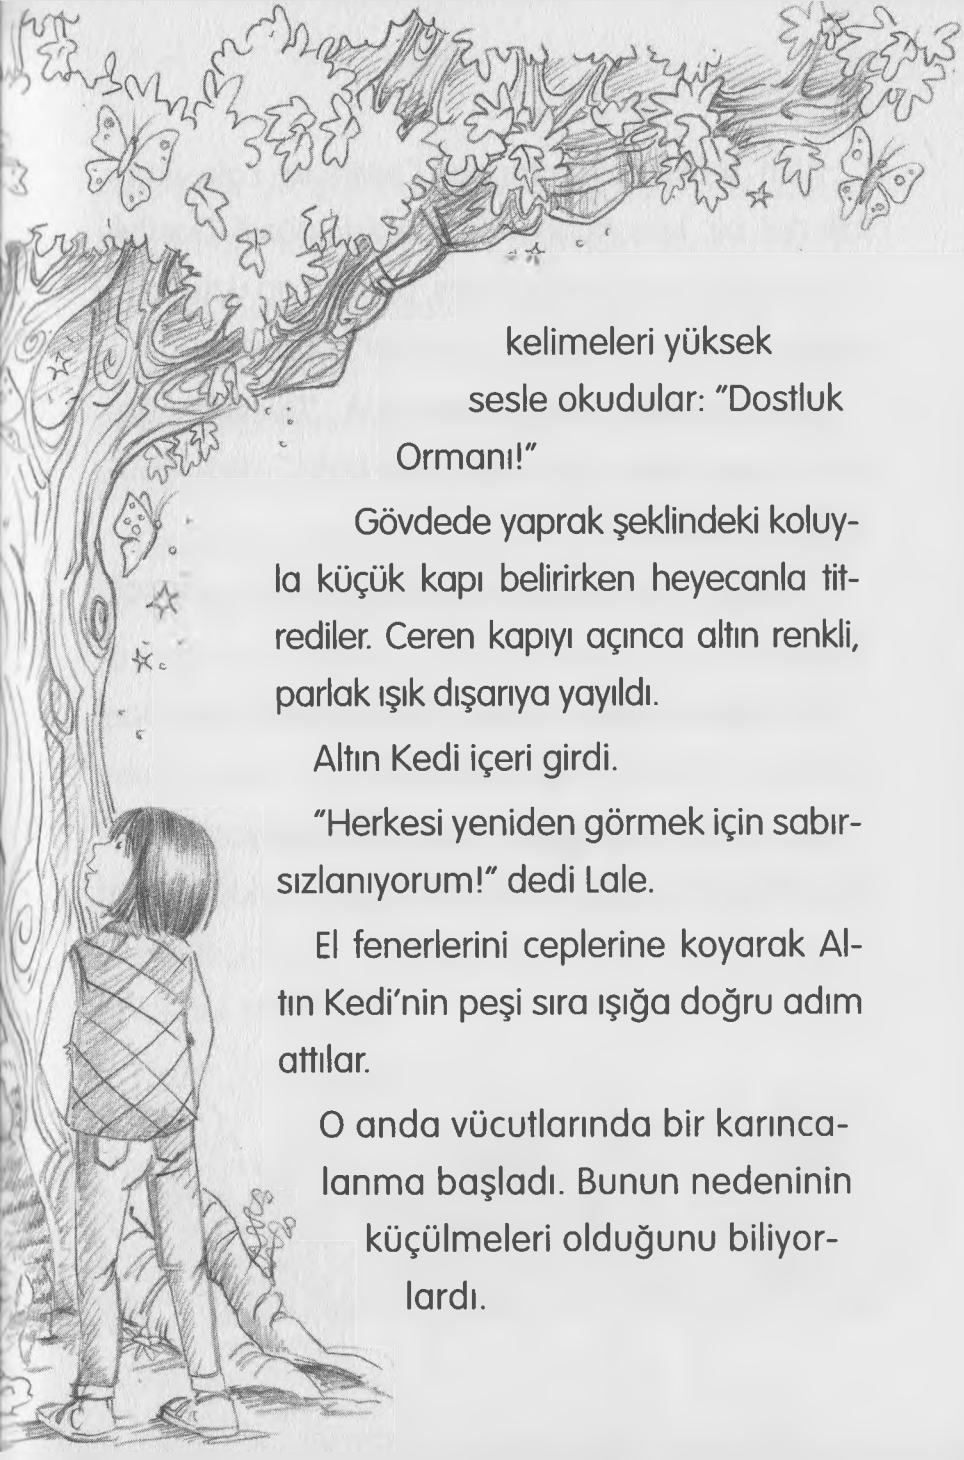 kelimeleri yüksek
sesle okudular: "Dostluk
Ormanı!"
Gövdede yaprak şeklindeki koluy-
la küçük kapı belirirken heyecanla tit-
rediler. Ceren kapıyı açınca altın renkli,
parlak ışık dışarıya yayıldı.
Altın Kedi içeri girdi.
"Herkesi yeniden görmek için sabır-
sızlanıyorum!" dedi Lale.
El fenerlerini ceplerine koyarak Al-
tın Kedi'nin peşi sıra ışığa doğru adım
attılar.
O anda vücutlarında bir karınca-
lanma başladı. Bunun nedeninin
küçülmeleri olduğunu biliyor-
lardı.